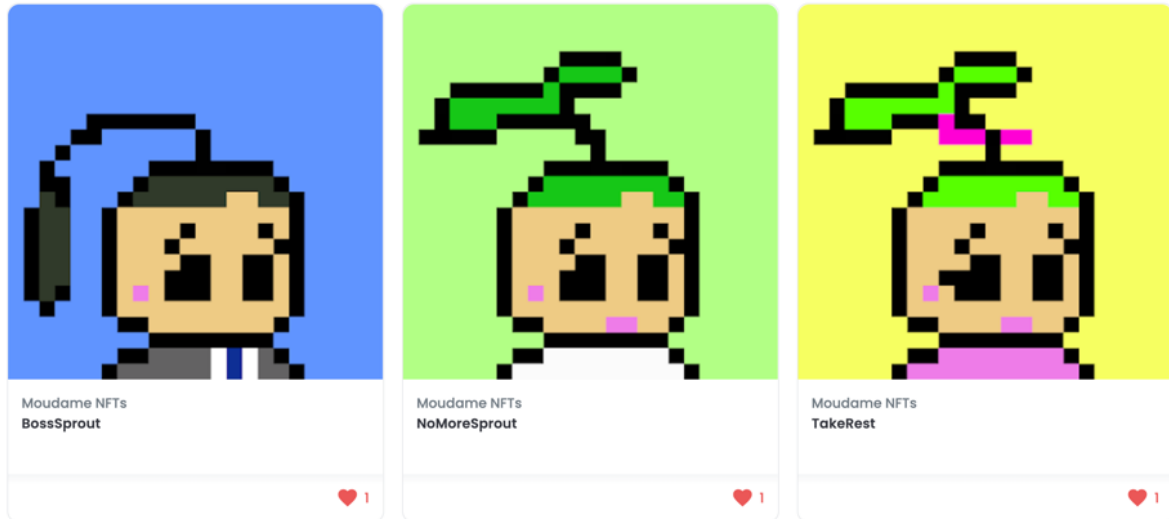 Moudame NFTs
BossSprout
1
Moudame NFTs
NoMoreSprout
1
Moudame NFTs
TakeRest
1